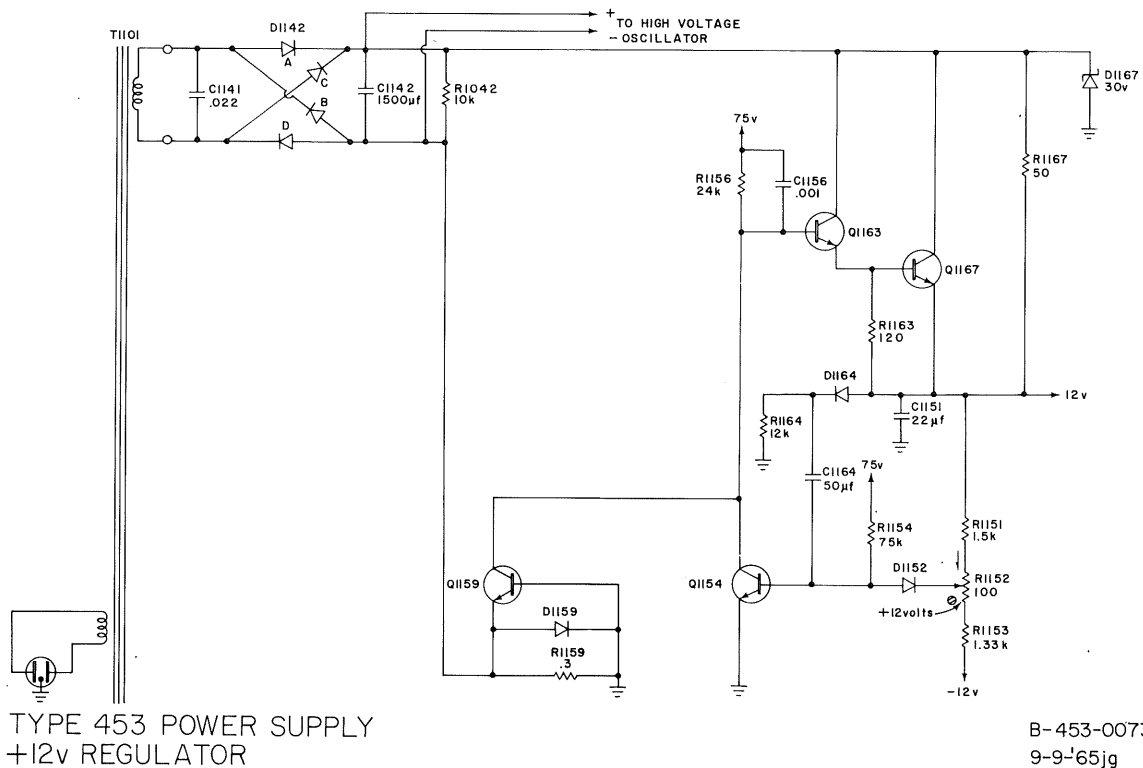 +
TO HIGH VOLTAGE
- OSCILLATOR
T1101
D1142
A
C
B
D
C1141
.022
C1142
1500µf
R1042
10k
D1167
30v
75v
R1156
24k
C1156
.001
R1167
50
Q1163
Q1167
R1163
120
D1164
12v
R1164
12k
C1151
22µf
C1164
50µf
75v
R1154
75k
R1151
1.5k
Q1159
Q1154
D1152
R1152
100
D1159
+12volts
R1159
.3
R1153
1.33k
-12v
TYPE 453 POWER SUPPLY
+12v REGULATOR
B-453-0073
9-9-'65jg